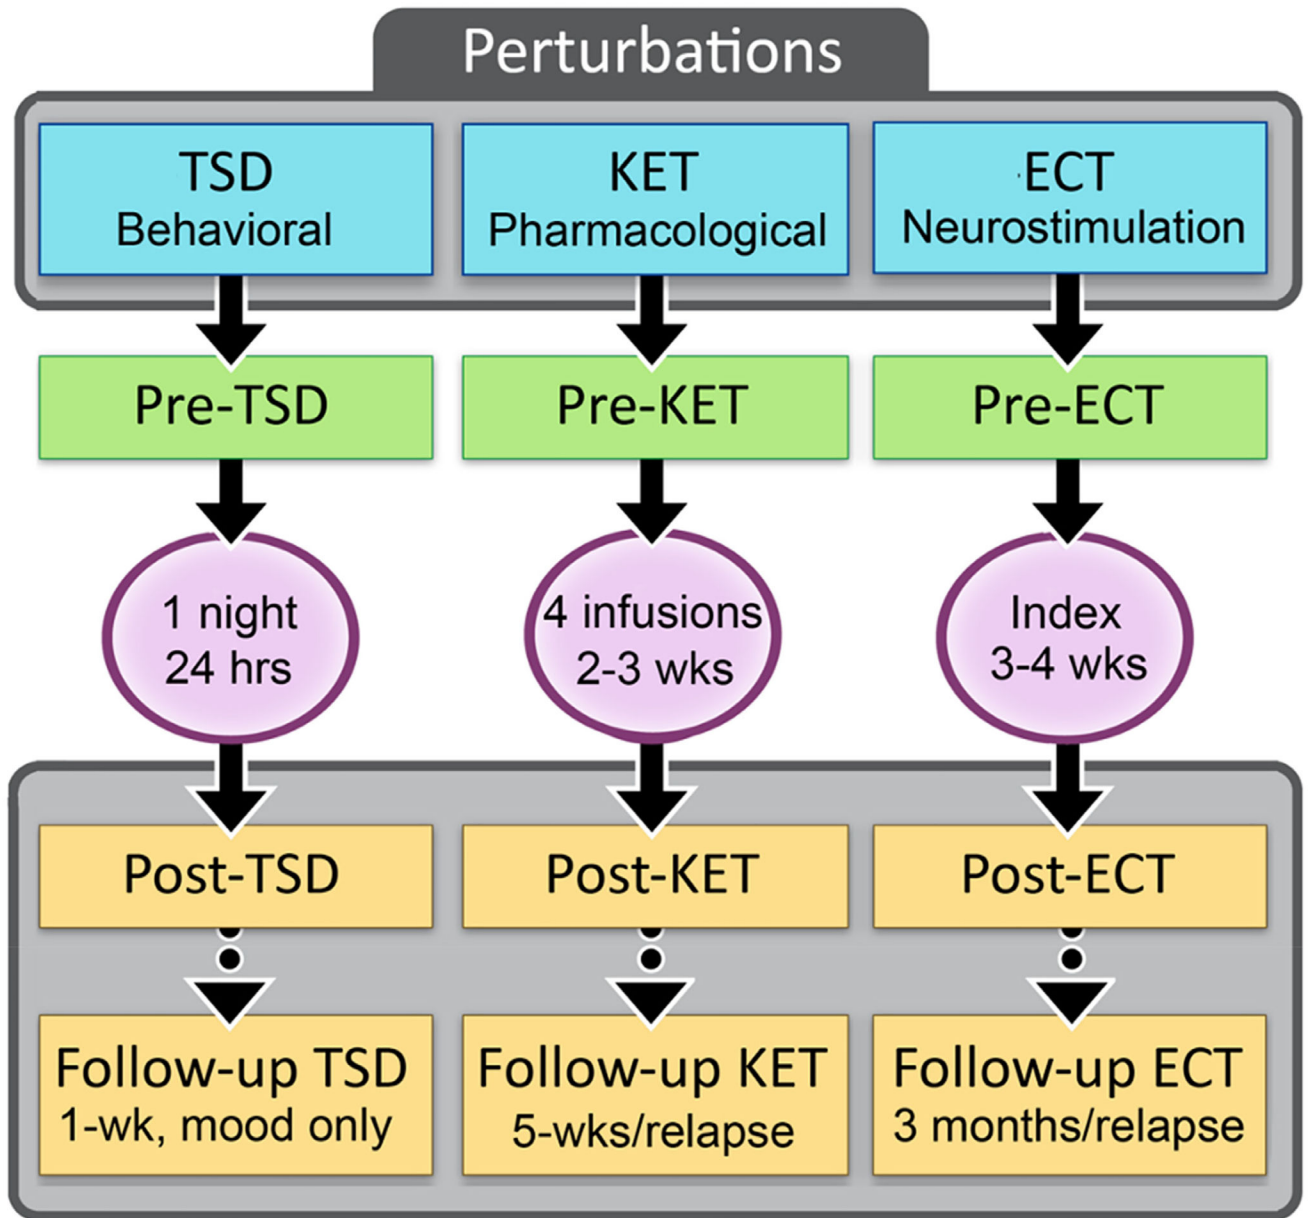 Perturbations
TSD
Behavioral
KET
Pharmacological
ECT
Neurostimulation
Pre-TSD
Pre-KET
Pre-ECT
1 night
24 hrs
4 infusions
2-3 wks
Index
3-4 wks
Post-TSD
Post-KET
Post-ECT
Follow-up TSD
1-wk, mood only
Follow-up KET
5-wks/relapse
Follow-up ECT
3 months/relapse